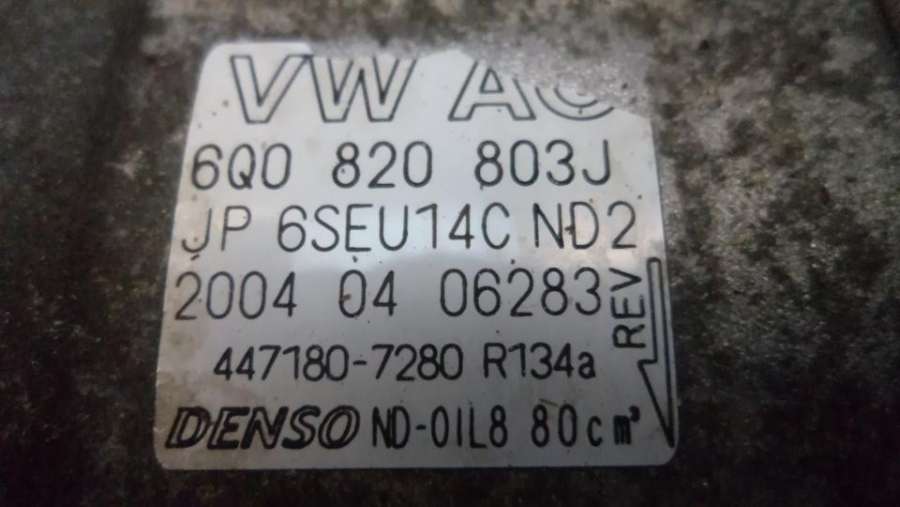 VW AG
6Q0 820 803J
JP 6SEU14C ND2
2004 04 06283
REV
447180-7280 R134a
DENSO ND-OIL8 80cm³